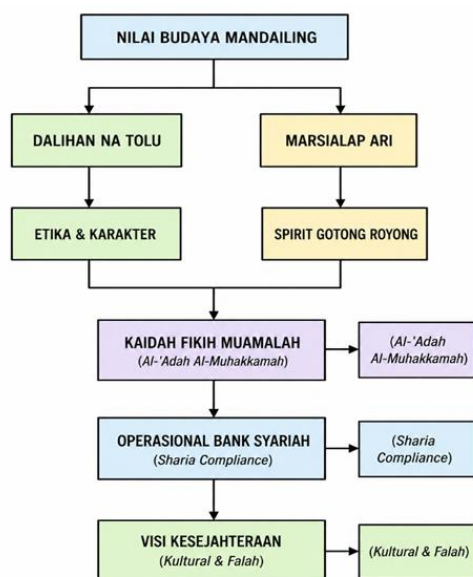 NILAI BUDAYA MANDAILING
DALIHAN NA TOLU
MARSIALAP ARI
ETIKA & KARAKTER
SPIRIT GOTONG ROYONG
KAIDAH FIKIH MUAMALAH
(Al-'Adah Al-Muhakkamah)
(Al-'Adah
Al-Muhakkamah)
OPERASIONAL BANK SYARIAH
(Sharia Compliance)
(Sharia
Compliance)
VISI KESEJAHTERAAN
(Kultural & Falah)
(Kultural & Falah)